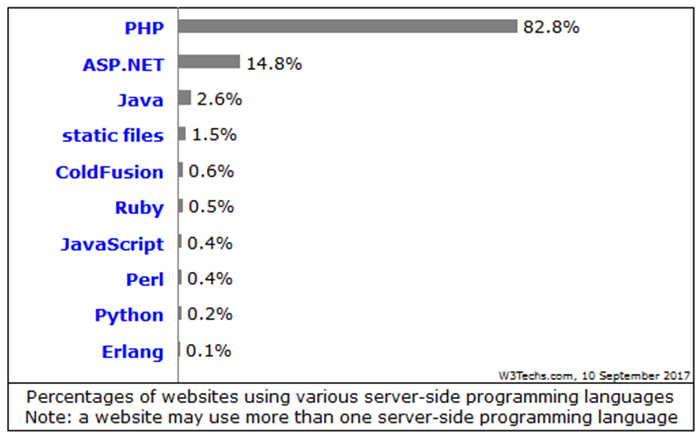 PHP 82.8%
ASP.NET 14.8%
Java 2.6%
static files 1.5%
ColdFusion 0.6%
Ruby 0.5%
JavaScript 0.4%
Perl 0.4%
Python 0.2%
Erlang 0.1%
W3Techs.com, 10 September 2017
Percentages of websites using various server-side programming languages
Note: a website may use more than one server-side programming language